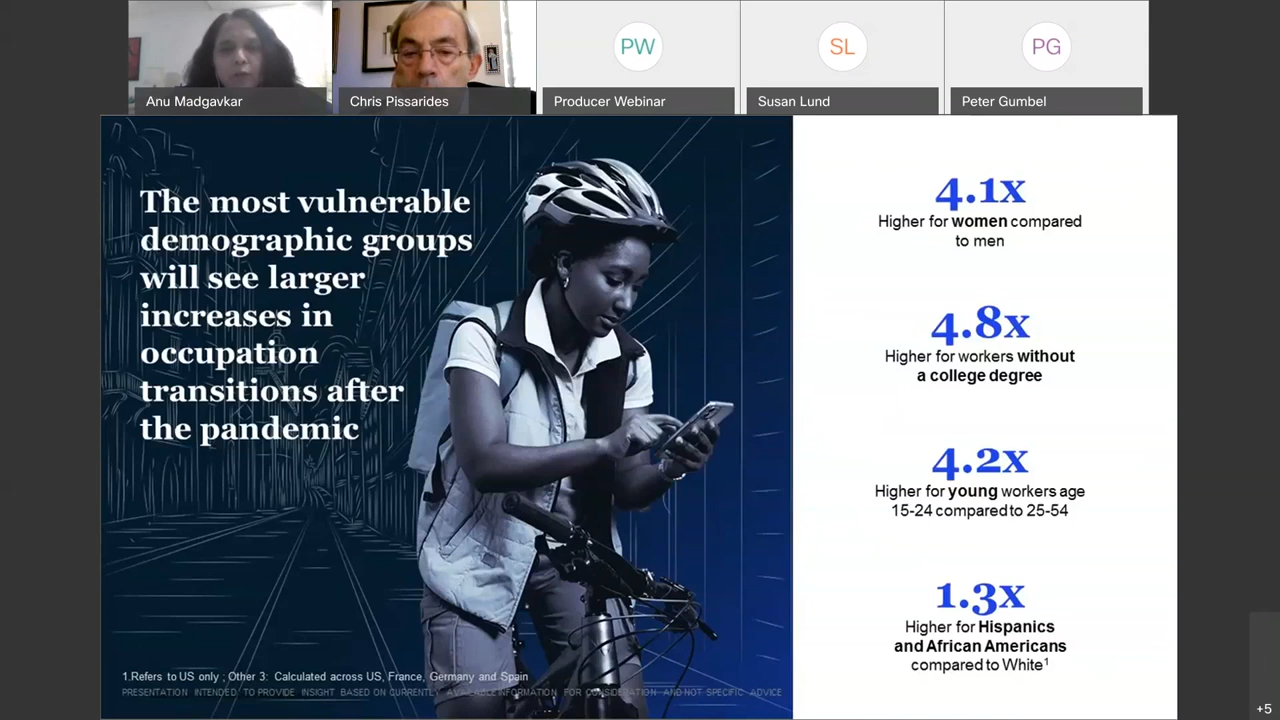 PW
SL
PG
Anu Madgavkar
Chris Pissarides
Producer Webinar
Susan Lund
Peter Gumbel
The most vulnerable
demographic groups
will see larger
increases in
occupation
transitions after
the pandemic
1.Refers to US only ; Other 3: Calculated across US, France, Germany and Spain
PRESENTATION INTENDED TO PROVIDE INSIGHT BASED ON CURRENTLY AVAILABLE INFORMATION FOR CONSIDERATION AND NOT SPECIFIC ADVICE
4.1x
Higher for women compared
to men
4.8x
Higher for workers without
a college degree
4.2x
Higher for young workers age
15-24 compared to 25-54
1.3x
Higher for Hispanics
and African Americans
compared to White¹
+5